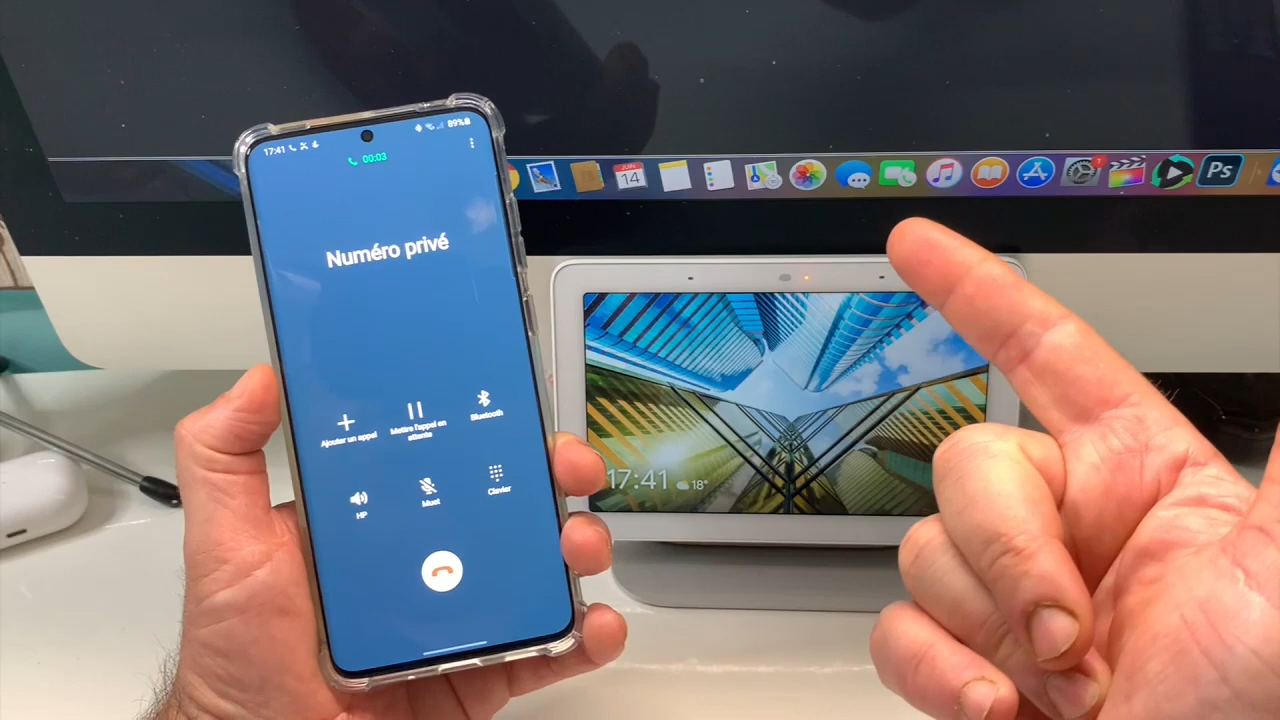 17:41
89%
00:03
Numéro privé
Ajouter un appel
Mettre l'appel en
attente
Bluetooth
HP
Muet
Clavier
JUIN
14
1
Ps
17:41
18°